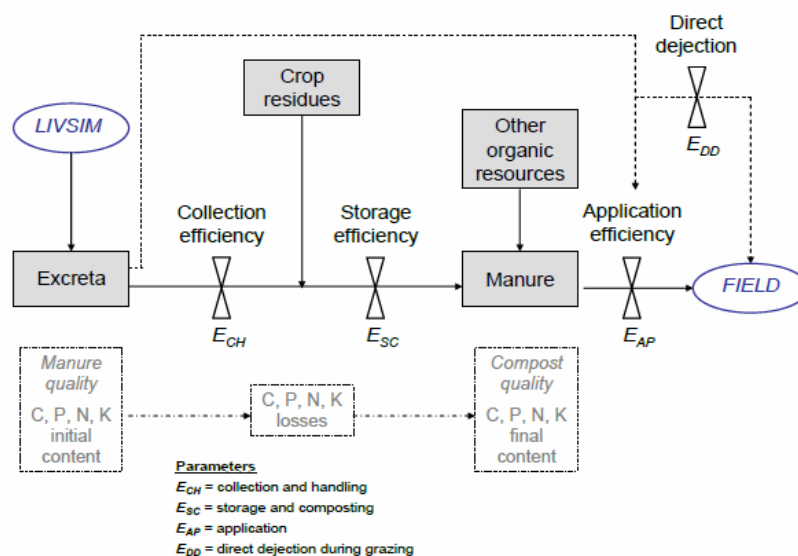 Direct
dejection
Crop
residues
LIVSIM
Other
organic
resources
E_DD
Collection
efficiency
Storage
efficiency
Application
efficiency
Excreta
Manure
FIELD
E_CH
E_SC
E_AP
Manure
quality
C, P, N, K
initial
content
C, P, N, K
losses
Compost
quality
C, P, N, K
final
content
Parameters
E_CH = collection and handling
E_SC = storage and composting
E_AP = application
E_DD = direct dejection during grazing